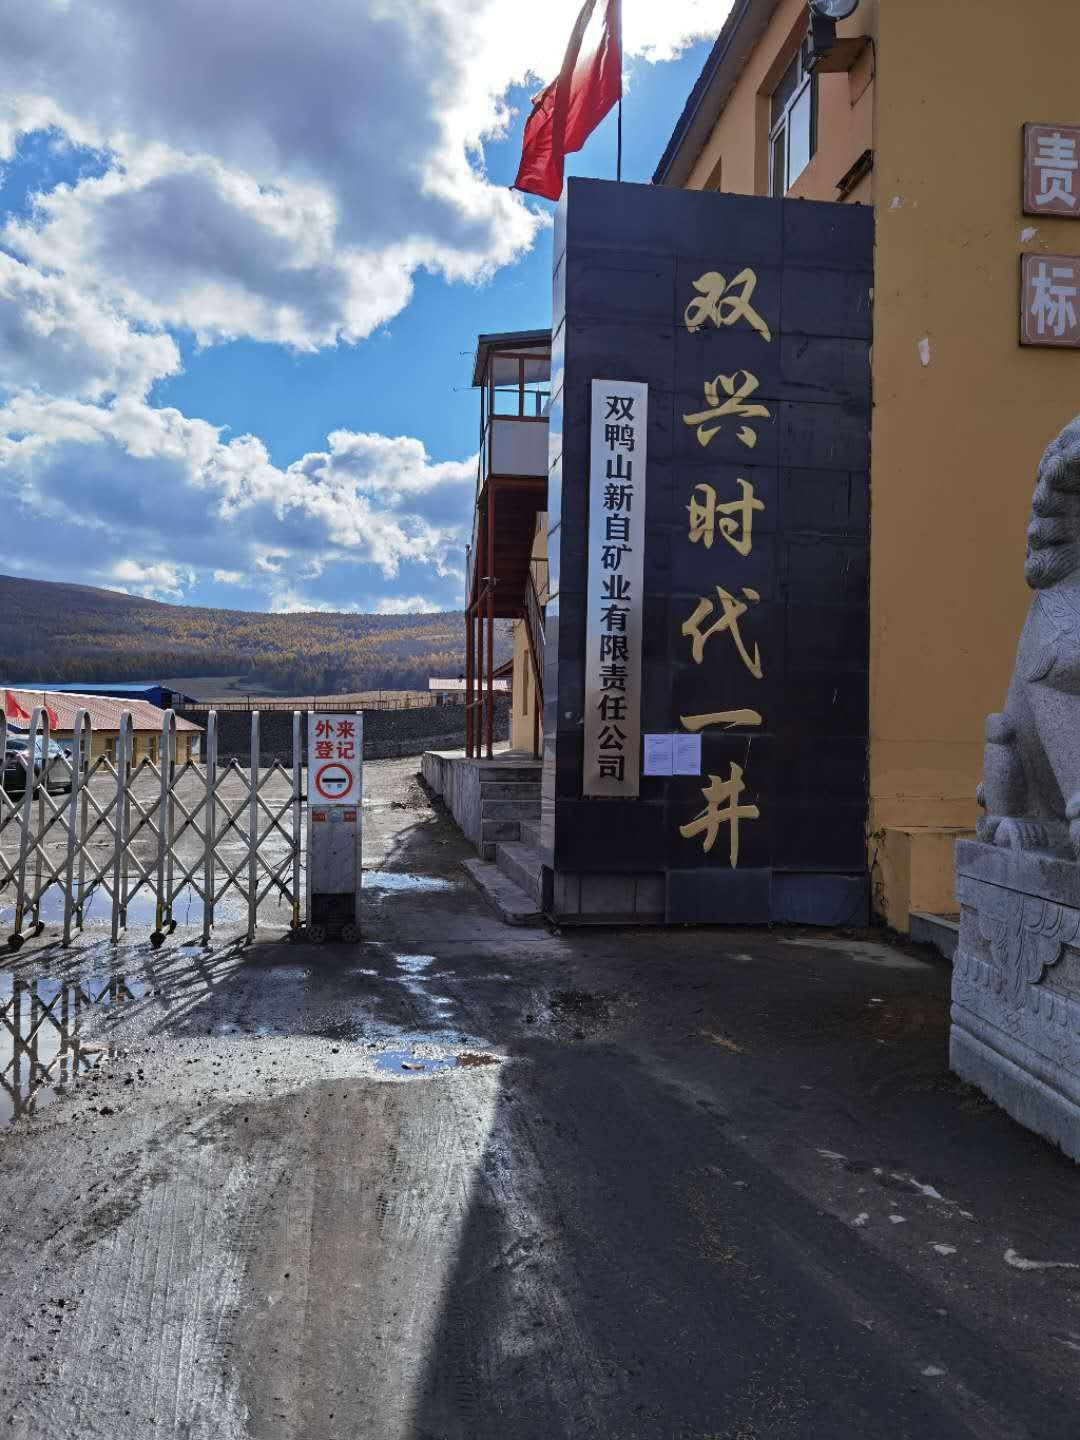 双兴时代一井
双鸭山新自矿业有限责任公司
外来
登记
责
标